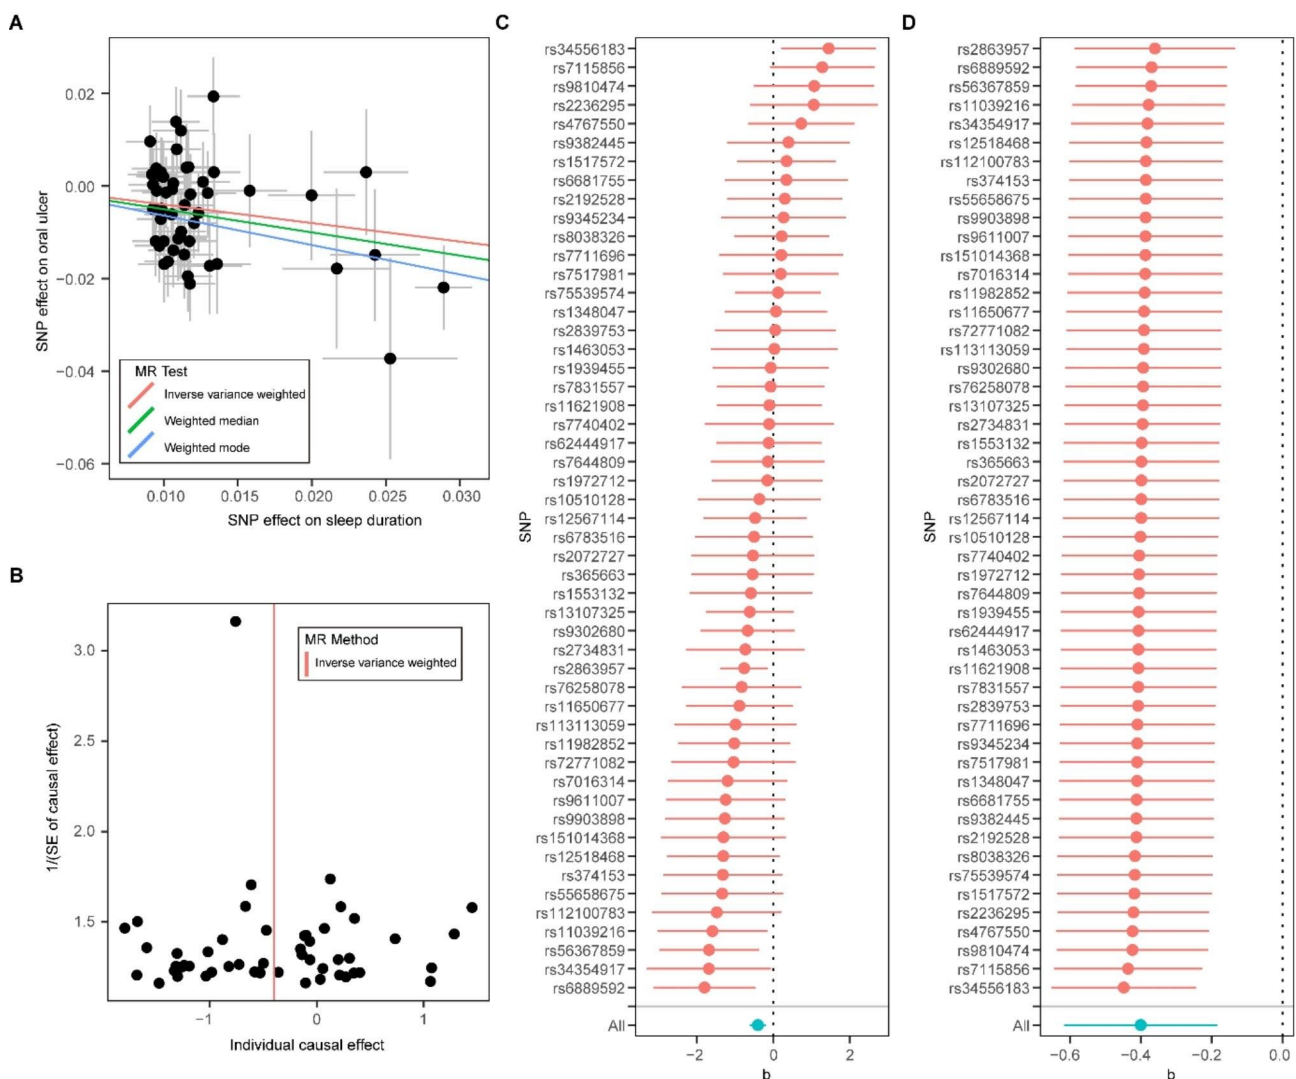 A
SNP effect on oral ulcer
0.02
0.00
−0.02
−0.04
−0.06
MR Test
Inverse variance weighted
Weighted median
Weighted mode
0.010
0.015
0.020
0.025
0.030
SNP effect on sleep duration
B
1/(SE of causal effect)
3.0
2.5
2.0
1.5
MR Method
Inverse variance weighted
−1
0
1
Individual causal effect
C
SNP
rs34556183
rs7115856
rs9810474
rs2236295
rs4767550
rs9382445
rs1517572
rs6681755
rs2192528
rs9345234
rs8038326
rs7711696
rs7517981
rs75539574
rs1348047
rs2839753
rs1463053
rs1939455
rs7831557
rs11621908
rs7740402
rs62444917
rs7644809
rs1972712
rs10510128
rs12567114
rs6783516
rs2072727
rs365663
rs1553132
rs13107325
rs9302680
rs2734831
rs2863957
rs76258078
rs11650677
rs113113059
rs11982852
rs72771082
rs7016314
rs9611007
rs9903898
rs151014368
rs12518468
rs374153
rs55658675
rs112100783
rs11039216
rs56367859
rs34354917
rs6889592
All
−2
0
2
b
D
SNP
rs2863957
rs6889592
rs56367859
rs11039216
rs34354917
rs12518468
rs112100783
rs374153
rs55658675
rs9903898
rs9611007
rs151014368
rs7016314
rs11982852
rs11650677
rs72771082
rs113113059
rs9302680
rs76258078
rs13107325
rs2734831
rs1553132
rs365663
rs2072727
rs6783516
rs12567114
rs10510128
rs7740402
rs1972712
rs7644809
rs1939455
rs62444917
rs1463053
rs11621908
rs7831557
rs2839753
rs7711696
rs9345234
rs7517981
rs1348047
rs6681755
rs9382445
rs2192528
rs8038326
rs75539574
rs1517572
rs2236295
rs4767550
rs9810474
rs7115856
rs34556183
All
−0.6
−0.4
−0.2
0.0
b